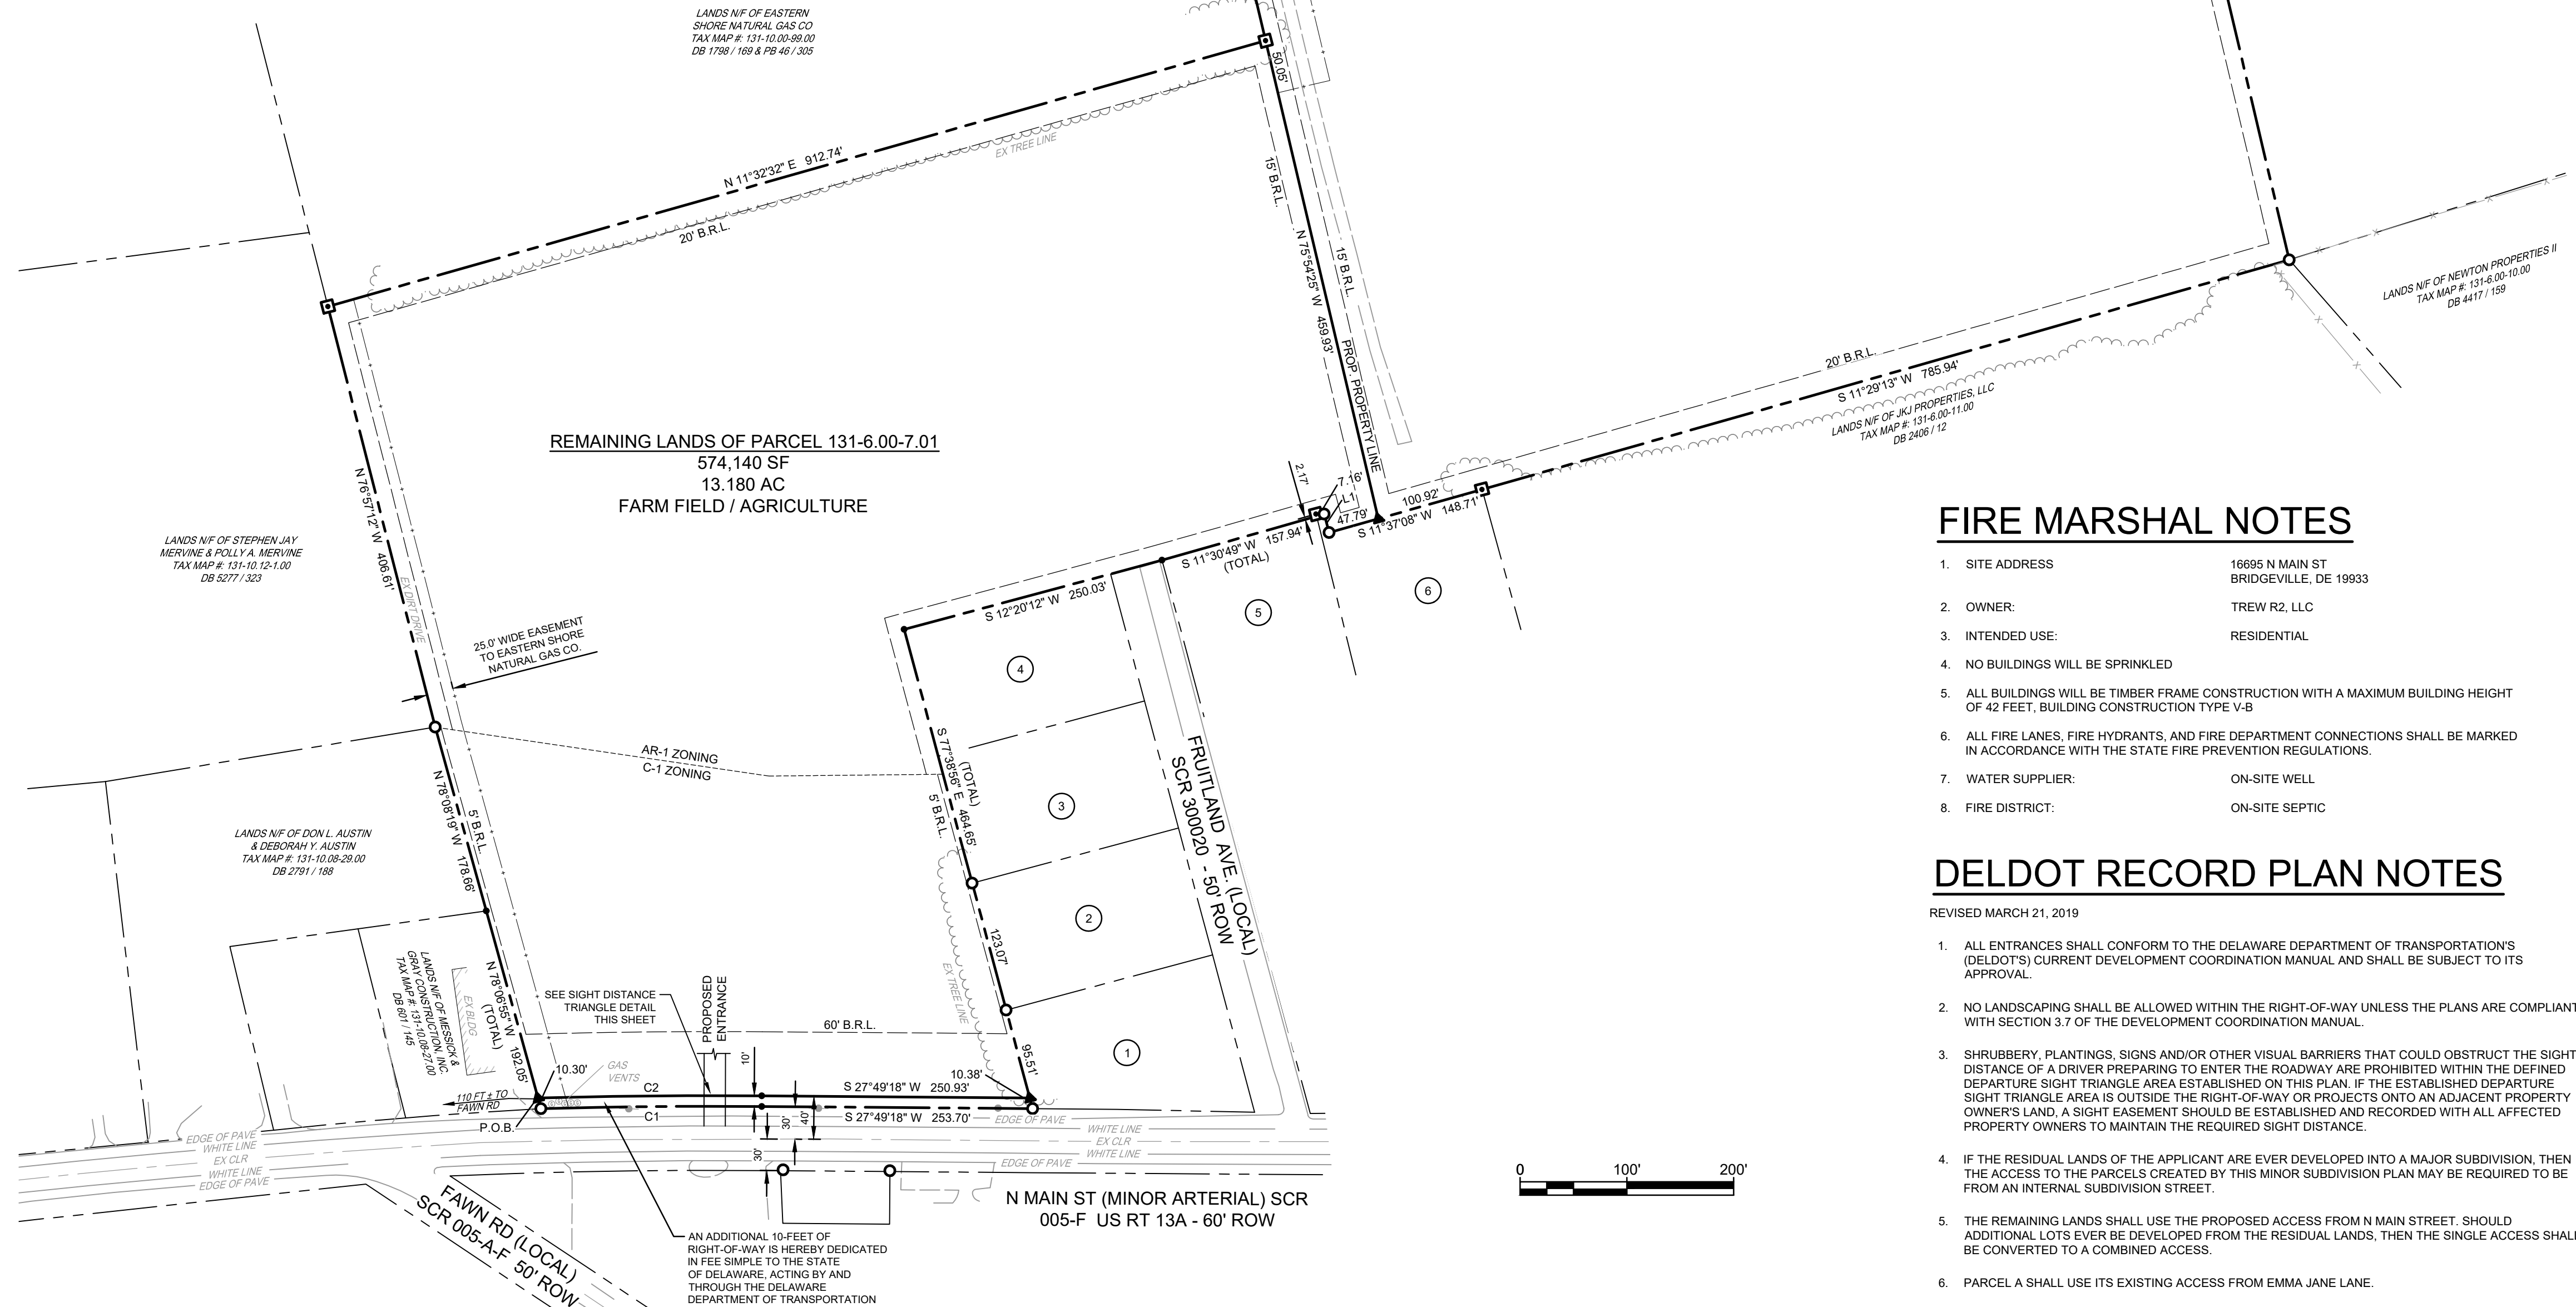 LANDS N/F OF EASTERN
SHORE NATURAL GAS CO
TAX MAP #: 131-10.00-99.00
DB 1798 / 169 & PB 46 / 305
N 11°32'32" E 912.74'
EX TREE LINE
20' B.R.L.
50.05'
15' B.R.L.
N 75°54'25" W 459.93'
15' B.R.L.
PROP. PROPERTY LINE
LANDS N/F OF NEWTON PROPERTIES II
TAX MAP #: 131-6.00-10.00
DB 4417 / 159
20' B.R.L.
S 11°29'13" W 785.94'
LANDS N/F OF JKJ PROPERTIES, LLC
TAX MAP #: 131-6.00-11.00
DB 2406 / 12
REMAINING LANDS OF PARCEL 131-6.00-7.01
574,140 SF
13.180 AC
FARM FIELD / AGRICULTURE
2.17'
7.16'
L1
47.79'
100.92'
S 11°37'08" W 148.71'
S 11°30'49" W 157.94'
(TOTAL)
S 12°20'12" W 250.03'
N 76°57'12" W 406.61'
EX DIRT DRIVE
LANDS N/F OF STEPHEN JAY
MERVINE & POLLY A. MERVINE
TAX MAP #: 131-10.12-1.00
DB 5277 / 323
25.0' WIDE EASEMENT
TO EASTERN SHORE
NATURAL GAS CO.
6
5
4
3
2
1
AR-1 ZONING
C-1 ZONING
S 77°38'56" E 464.65'
(TOTAL)
5' B.R.L.
FRUITLAND AVE. (LOCAL)
SCR 300020 - 50' ROW
N 78°08'19" W 178.66'
5' B.R.L.
LANDS N/F OF DON L. AUSTIN
& DEBORAH Y. AUSTIN
TAX MAP #: 131-10.08-29.00
DB 2791 / 188
LANDS N/F OF MESSICK &
GRAY CONSTRUCTION, INC.
TAX MAP #: 131-10.08-27.00
DB 601 / 145
EX BLDG
N 78°06'55" W 192.05'
(TOTAL)
SEE SIGHT DISTANCE
TRIANGLE DETAIL
THIS SHEET
PROPOSED
ENTRANCE
60' B.R.L.
EX TREE LINE
123.07'
95.51'
10.30'
GAS
VENTS
10'
10.38'
C2
S 27°49'18" W 250.93'
110 FT ± TO
FAWN RD
P.O.B.
C1
30'
40'
S 27°49'18" W 253.70'
EDGE OF PAVE
WHITE LINE
EX CLR
WHITE LINE
EDGE OF PAVE
30'
EDGE OF PAVE
WHITE LINE
EX CLR
WHITE LINE
EDGE OF PAVE
FAWN RD (LOCAL)
SCR 005-A-F 50' ROW
N MAIN ST (MINOR ARTERIAL) SCR
005-F US RT 13A - 60' ROW
AN ADDITIONAL 10-FEET OF
RIGHT-OF-WAY IS HEREBY DEDICATED
IN FEE SIMPLE TO THE STATE
OF DELAWARE, ACTING BY AND
THROUGH THE DELAWARE
DEPARTMENT OF TRANSPORTATION
0 100' 200'
FIRE MARSHAL NOTES
1. SITE ADDRESS 16695 N MAIN ST
BRIDGEVILLE, DE 19933
2. OWNER: TREW R2, LLC
3. INTENDED USE: RESIDENTIAL
4. NO BUILDINGS WILL BE SPRINKLED
5. ALL BUILDINGS WILL BE TIMBER FRAME CONSTRUCTION WITH A MAXIMUM BUILDING HEIGHT
OF 42 FEET, BUILDING CONSTRUCTION TYPE V-B
6. ALL FIRE LANES, FIRE HYDRANTS, AND FIRE DEPARTMENT CONNECTIONS SHALL BE MARKED
IN ACCORDANCE WITH THE STATE FIRE PREVENTION REGULATIONS.
7. WATER SUPPLIER: ON-SITE WELL
8. FIRE DISTRICT: ON-SITE SEPTIC
DELDOT RECORD PLAN NOTES
REVISED MARCH 21, 2019
1. ALL ENTRANCES SHALL CONFORM TO THE DELAWARE DEPARTMENT OF TRANSPORTATION'S
(DELDOT'S) CURRENT DEVELOPMENT COORDINATION MANUAL AND SHALL BE SUBJECT TO ITS
APPROVAL.
2. NO LANDSCAPING SHALL BE ALLOWED WITHIN THE RIGHT-OF-WAY UNLESS THE PLANS ARE COMPLIANT
WITH SECTION 3.7 OF THE DEVELOPMENT COORDINATION MANUAL.
3. SHRUBBERY, PLANTINGS, SIGNS AND/OR OTHER VISUAL BARRIERS THAT COULD OBSTRUCT THE SIGHT
DISTANCE OF A DRIVER PREPARING TO ENTER THE ROADWAY ARE PROHIBITED WITHIN THE DEFINED
DEPARTURE SIGHT TRIANGLE AREA ESTABLISHED ON THIS PLAN. IF THE ESTABLISHED DEPARTURE
SIGHT TRIANGLE AREA IS OUTSIDE THE RIGHT-OF-WAY OR PROJECTS ONTO AN ADJACENT PROPERTY
OWNER'S LAND, A SIGHT EASEMENT SHOULD BE ESTABLISHED AND RECORDED WITH ALL AFFECTED
PROPERTY OWNERS TO MAINTAIN THE REQUIRED SIGHT DISTANCE.
4. IF THE RESIDUAL LANDS OF THE APPLICANT ARE EVER DEVELOPED INTO A MAJOR SUBDIVISION, THEN
THE ACCESS TO THE PARCELS CREATED BY THIS MINOR SUBDIVISION PLAN MAY BE REQUIRED TO BE
FROM AN INTERNAL SUBDIVISION STREET.
5. THE REMAINING LANDS SHALL USE THE PROPOSED ACCESS FROM N MAIN STREET. SHOULD
ADDITIONAL LOTS EVER BE DEVELOPED FROM THE RESIDUAL LANDS, THEN THE SINGLE ACCESS SHALL
BE CONVERTED TO A COMBINED ACCESS.
6. PARCEL A SHALL USE ITS EXISTING ACCESS FROM EMMA JANE LANE.